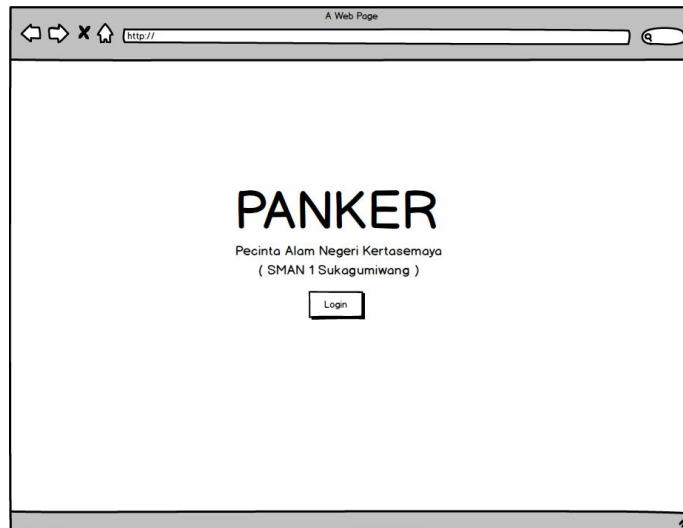 A Web Page
http://
PANKER
Pecinta Alam Negeri Kertasemaya
( SMAN 1 Sukagumiwang )
Login